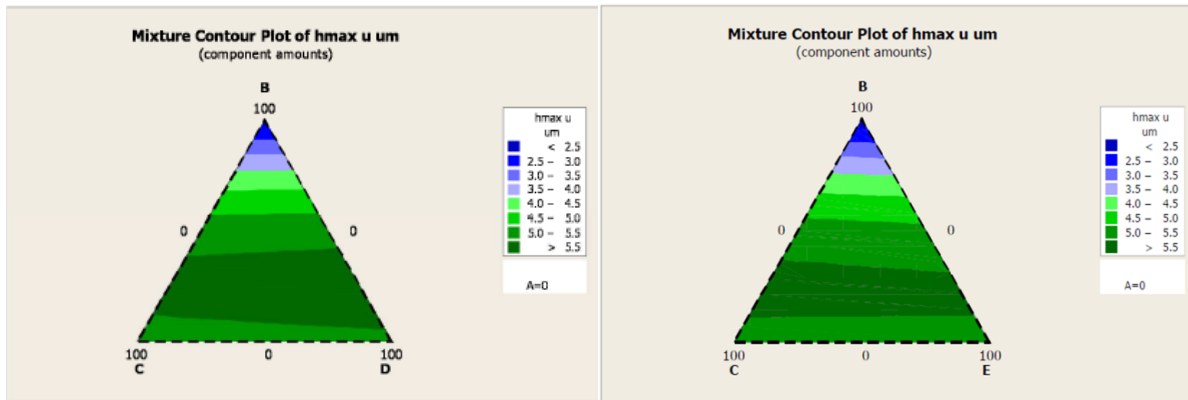 Mixture Contour Plot of hmax u um
(component amounts)
B
100
hmax u
um
< 2.5
2.5 – 3.0
3.0 – 3.5
3.5 – 4.0
4.0 – 4.5
4.5 – 5.0
5.0 – 5.5
> 5.5
0
0
A=0
100
0
100
C
D
Mixture Contour Plot of hmax u um
(component amounts)
B
100
hmax u
um
< 2.5
2.5 – 3.0
3.0 – 3.5
3.5 – 4.0
4.0 – 4.5
4.5 – 5.0
5.0 – 5.5
> 5.5
0
0
A=0
100
0
100
C
E